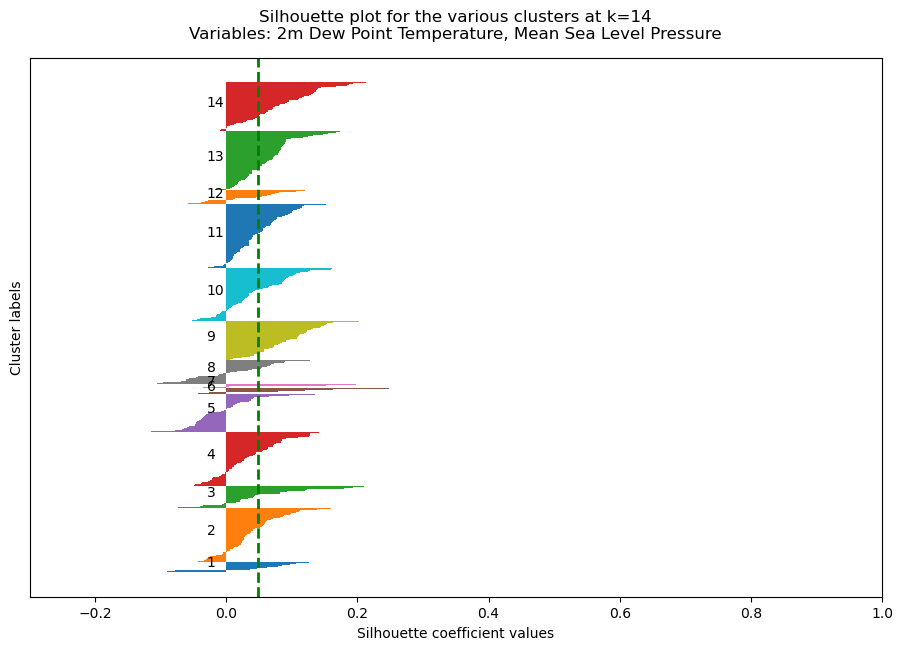 Silhouette plot for the various clusters at k=14
Variables: 2m Dew Point Temperature, Mean Sea Level Pressure
Cluster labels
14
13
12
11
10
9
8
7
6
5
4
3
2
1
−0.2 0.0 0.2 0.4 0.6 0.8 1.0
Silhouette coefficient values